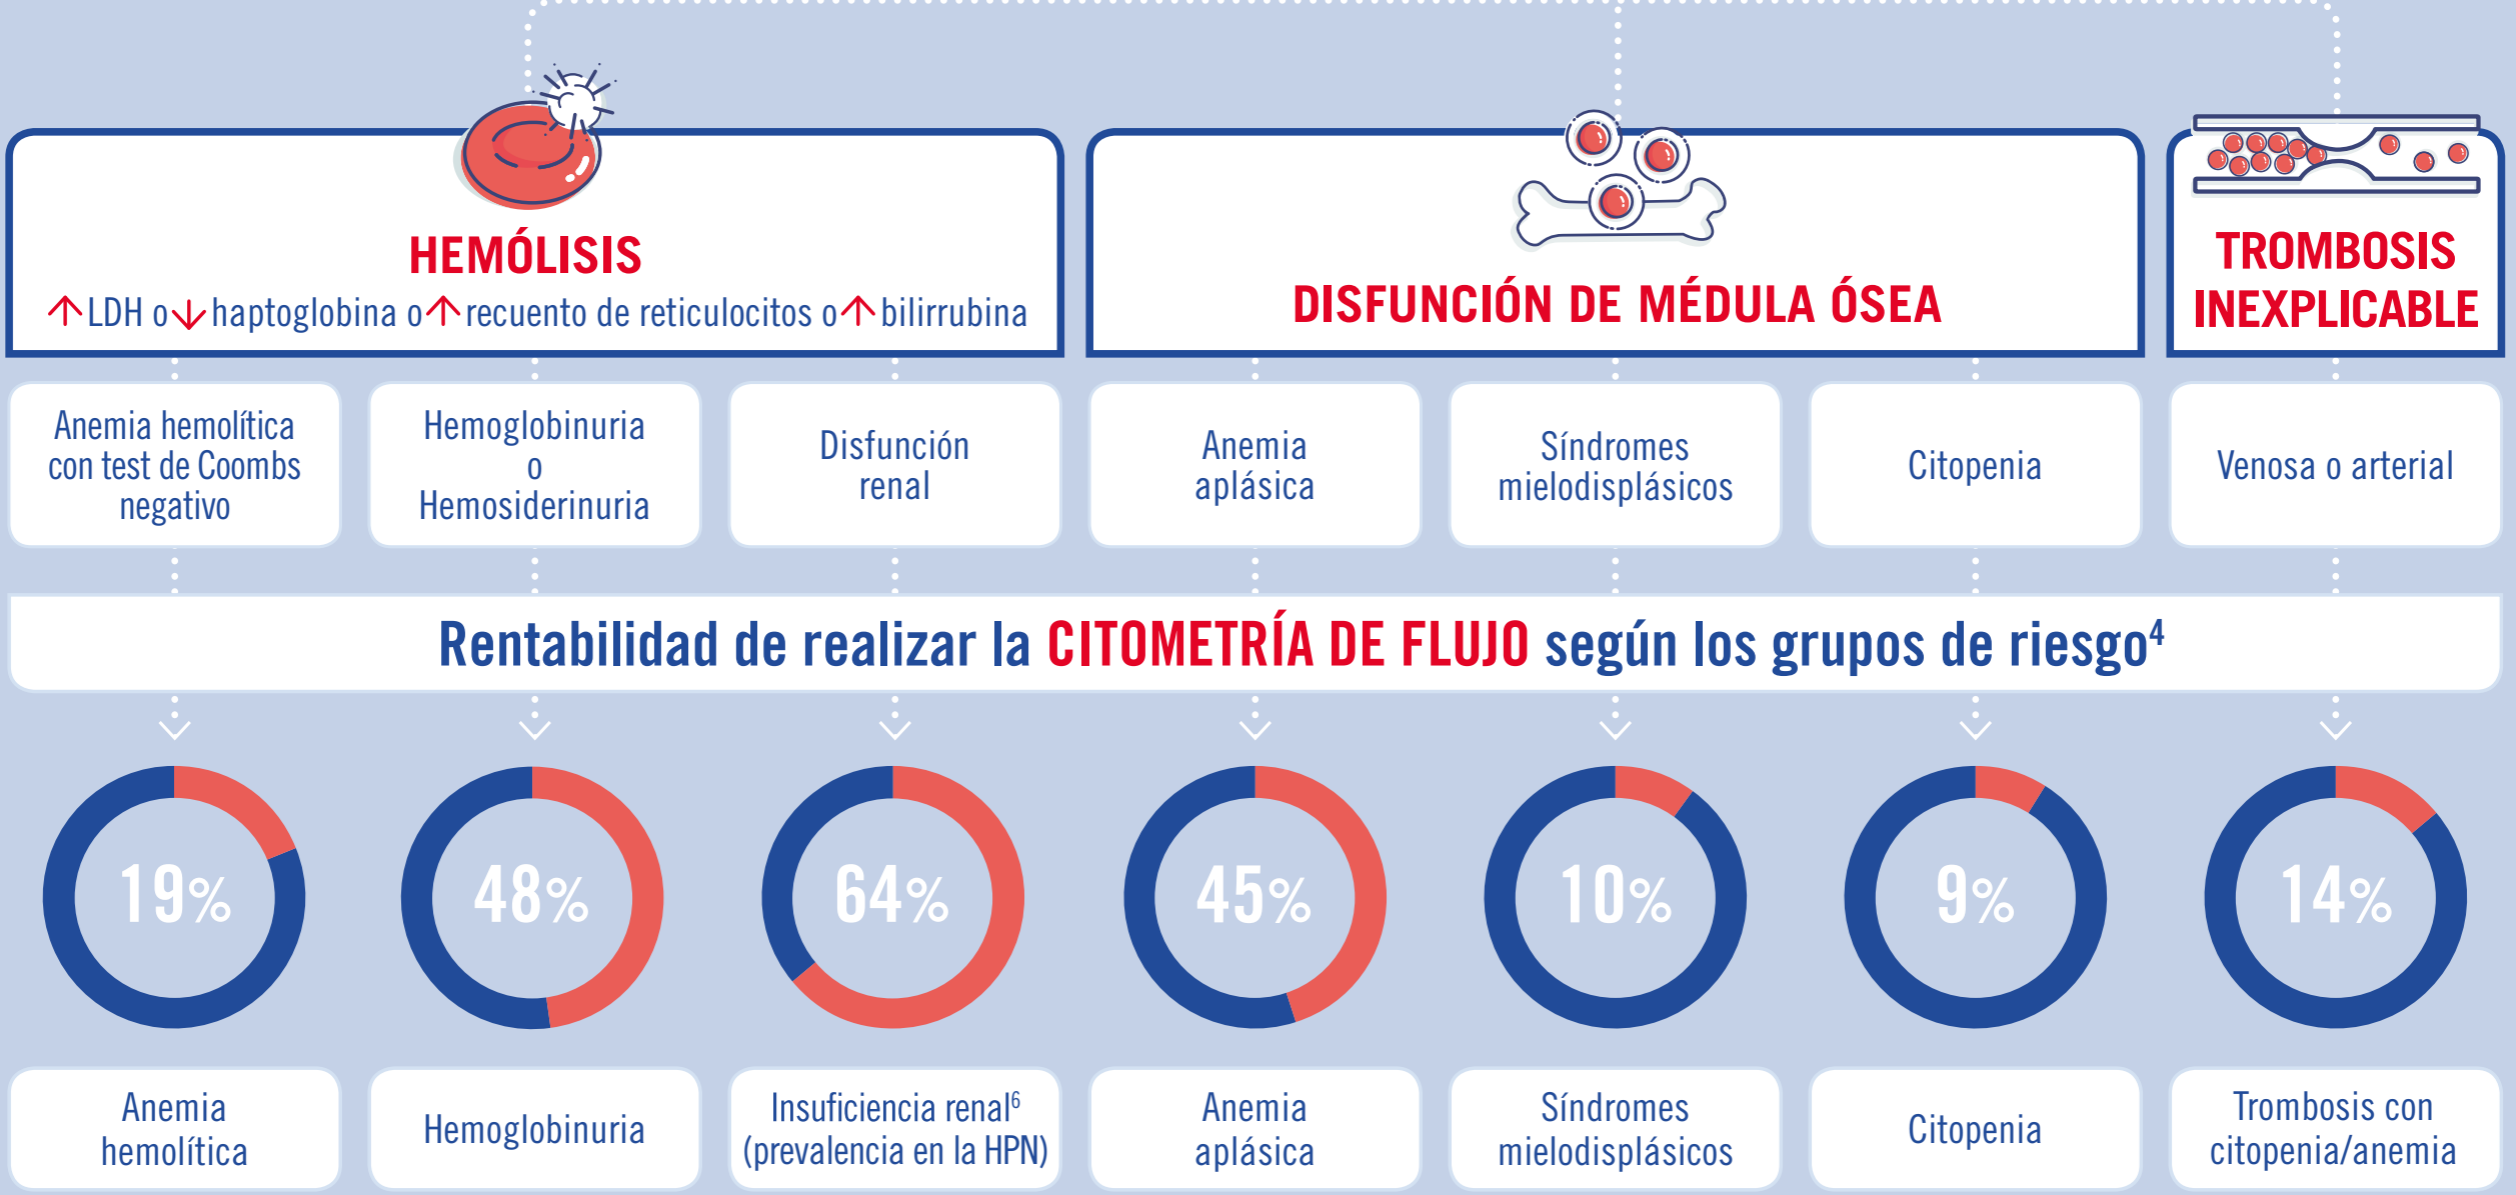 HEMÓLISIS
↑ LDH o ↓ haptoglobina o ↑ recuento de reticulocitos o ↑ bilirrubina
DISFUNCIÓN DE MÉDULA ÓSEA
TROMBOSIS
INEXPLICABLE
Anemia hemolítica
con test de Coombs
negativo
Hemoglobinuria
o
Hemosiderinuria
Disfunción
renal
Anemia
aplásica
Síndromes
mielodisplásicos
Citopenia
Venosa o arterial
Rentabilidad de realizar la CITOMETRÍA DE FLUJO según los grupos de riesgo⁴
19%
48%
64%
45%
10%
9%
14%
Anemia
hemolítica
Hemoglobinuria
Insuficiencia renal⁶
(prevalencia en la HPN)
Anemia
aplásica
Síndromes
mielodisplásicos
Citopenia
Trombosis con
citopenia/anemia